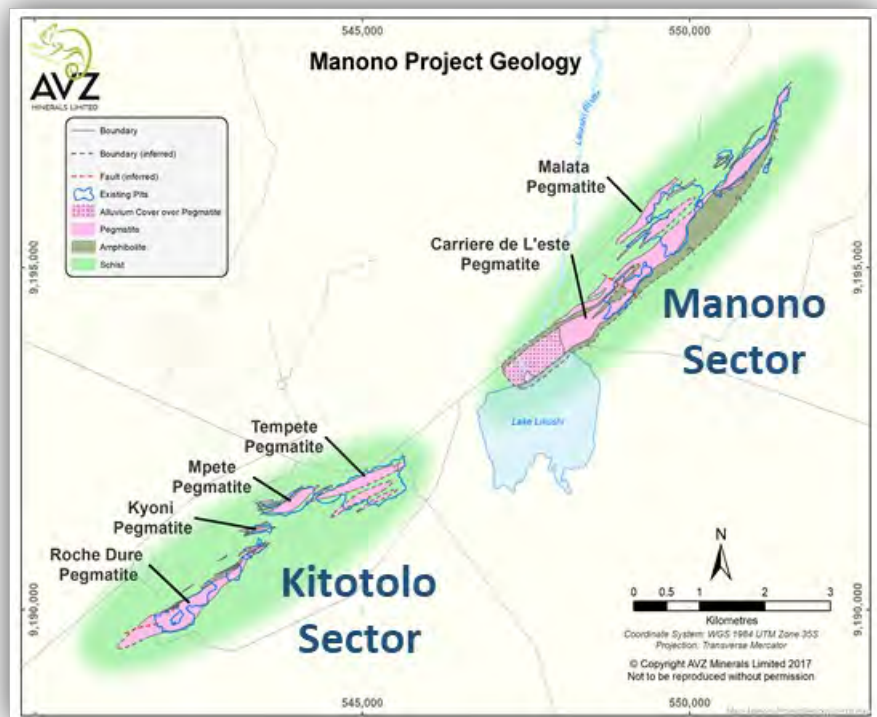 545,000
550,000
Manono Project Geology
AVZ
MINERALS LIMITED
Boundary
Boundary (inferred)
Fault (inferred)
Existing Pits
Alluvium Cover over Pegmatite
Pegmatite
Amphibolite
Schist
Malata
Pegmatite
Carriere de L'este
Pegmatite
9,195,000
9,195,000
Manono
Sector
Lake Lukushi
Tempete
Pegmatite
Mpete
Pegmatite
Kyoni
Pegmatite
Roche Dure
Pegmatite
Kitotolo
Sector
9,190,000
9,190,000
N
0 0.5 1 2 3
Kilometres
Coordinate System: WGS 1984 UTM Zone 35S
Projection: Transverse Mercator
© Copyright AVZ Minerals Limited 2017
Not to be reproduced without permission
545,000
550,000